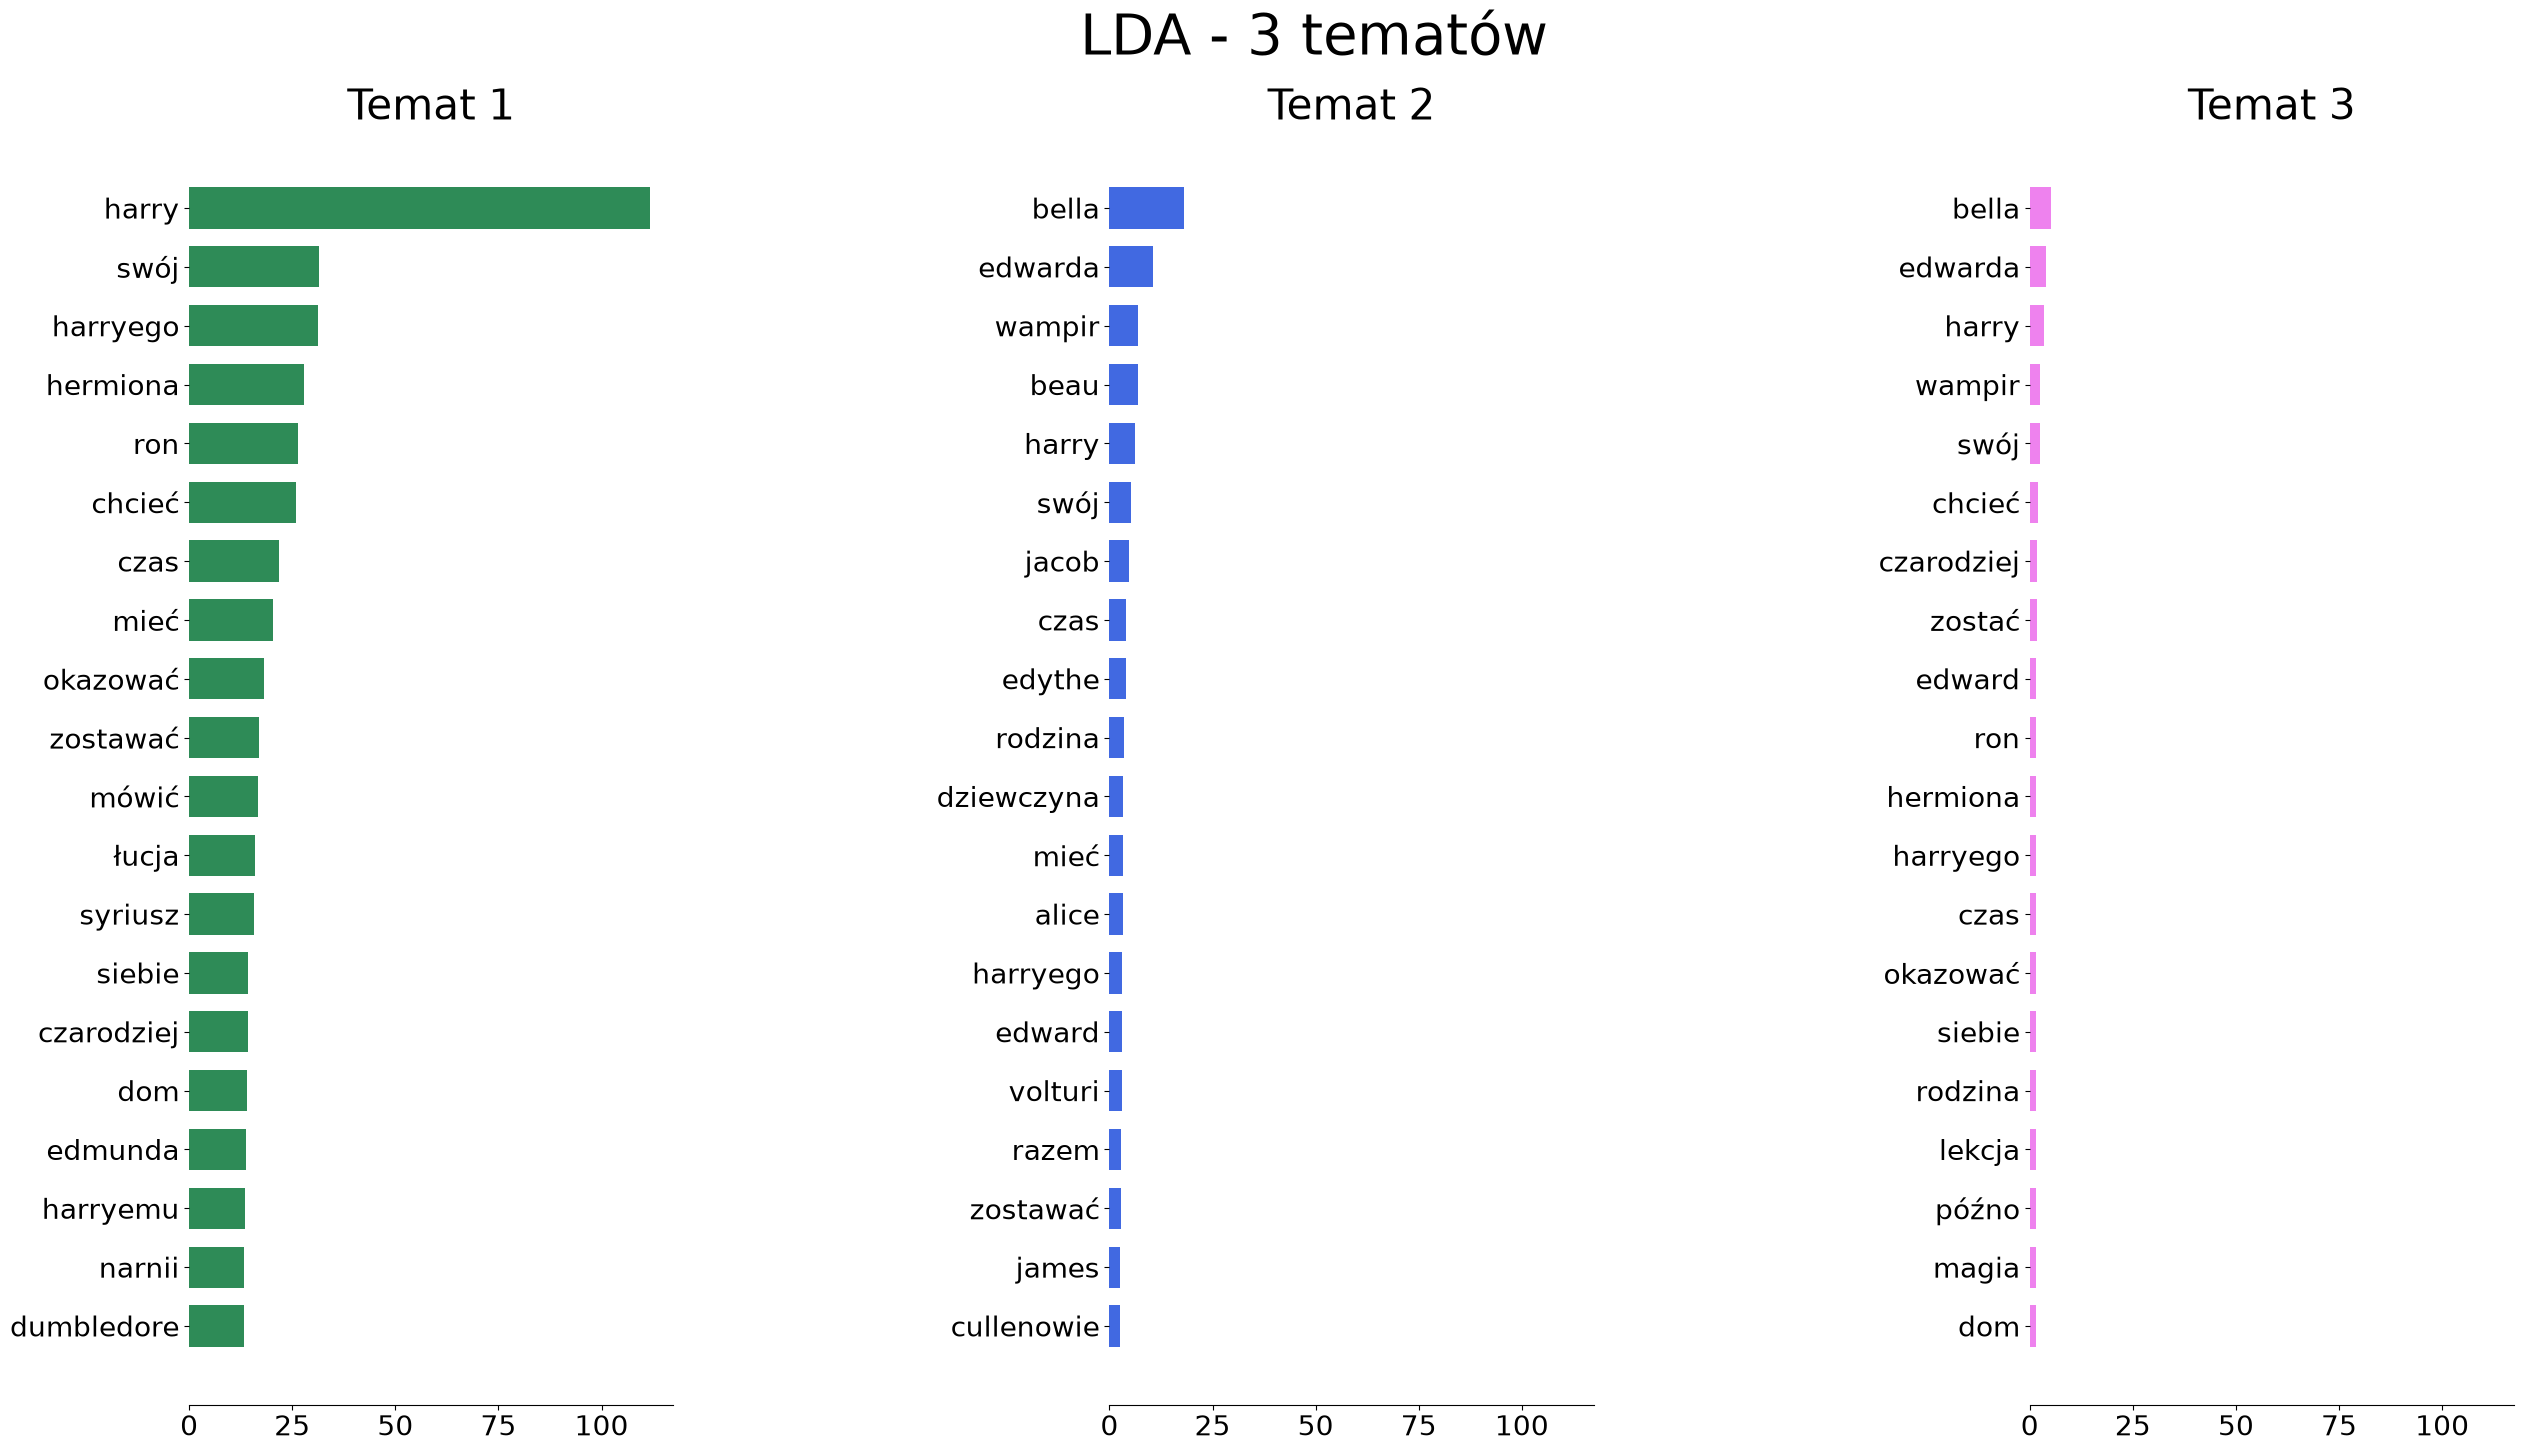 LDA - 3 tematów
Temat 1
harry
swój
harryego
hermiona
ron
chcieć
czas
mieć
okazować
zostawać
mówić
łucja
syriusz
siebie
czarodziej
dom
edmunda
harryemu
narnii
dumbledore
0 25 50 75 100
Temat 2
bella
edwarda
wampir
beau
harry
swój
jacob
czas
edythe
rodzina
dziewczyna
mieć
alice
harryego
edward
volturi
razem
zostawać
james
cullenowie
0 25 50 75 100
Temat 3
bella
edwarda
harry
wampir
swój
chcieć
czarodziej
zostać
edward
ron
hermiona
harryego
czas
okazować
siebie
rodzina
lekcja
późno
magia
dom
0 25 50 75 100